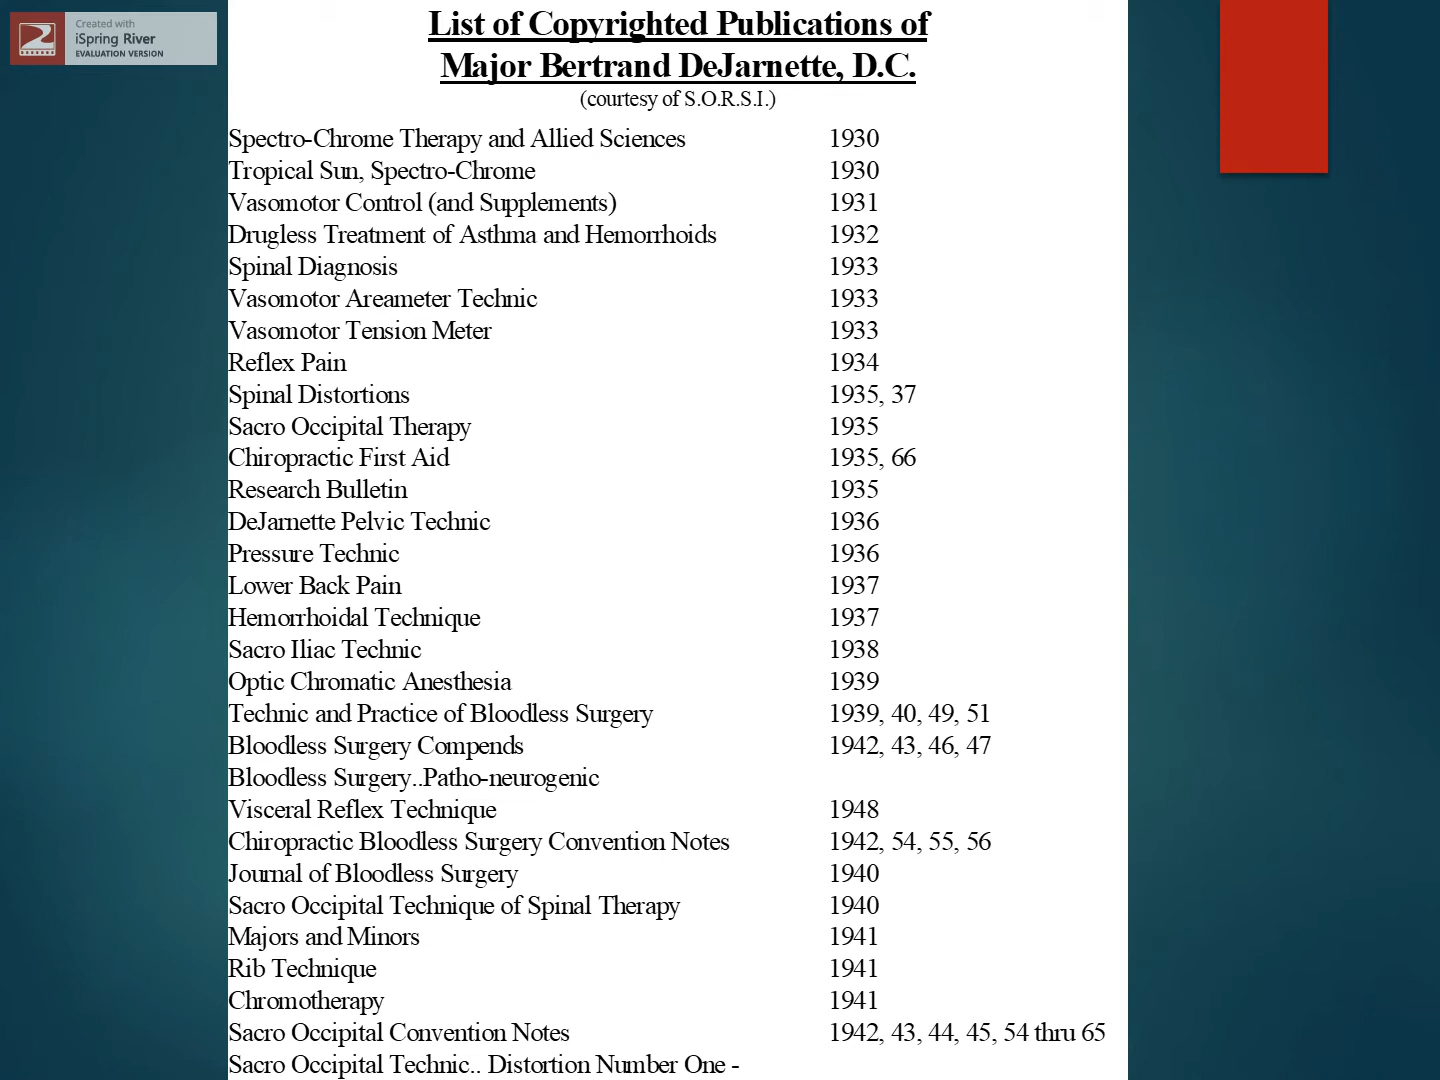 Created with
iSpring River
EVALUATION VERSION
List of Copyrighted Publications of
Major Bertrand DeJarnette, D.C.
(courtesy of S.O.R.S.I.)
Spectro-Chrome Therapy and Allied Sciences 1930
Tropical Sun, Spectro-Chrome 1930
Vasomotor Control (and Supplements) 1931
Drugless Treatment of Asthma and Hemorrhoids 1932
Spinal Diagnosis 1933
Vasomotor Areameter Technic 1933
Vasomotor Tension Meter 1933
Reflex Pain 1934
Spinal Distortions 1935, 37
Sacro Occipital Therapy 1935
Chiropractic First Aid 1935, 66
Research Bulletin 1935
DeJarnette Pelvic Technic 1936
Pressure Technic 1936
Lower Back Pain 1937
Hemorrhoidal Technique 1937
Sacro Iliac Technic 1938
Optic Chromatic Anesthesia 1939
Technic and Practice of Bloodless Surgery 1939, 40, 49, 51
Bloodless Surgery Compends 1942, 43, 46, 47
Bloodless Surgery..Patho-neurogenic
Visceral Reflex Technique 1948
Chiropractic Bloodless Surgery Convention Notes 1942, 54, 55, 56
Journal of Bloodless Surgery 1940
Sacro Occipital Technique of Spinal Therapy 1940
Majors and Minors 1941
Rib Technique 1941
Chromotherapy 1941
Sacro Occipital Convention Notes 1942, 43, 44, 45, 54 thru 65
Sacro Occipital Technic.. Distortion Number One -